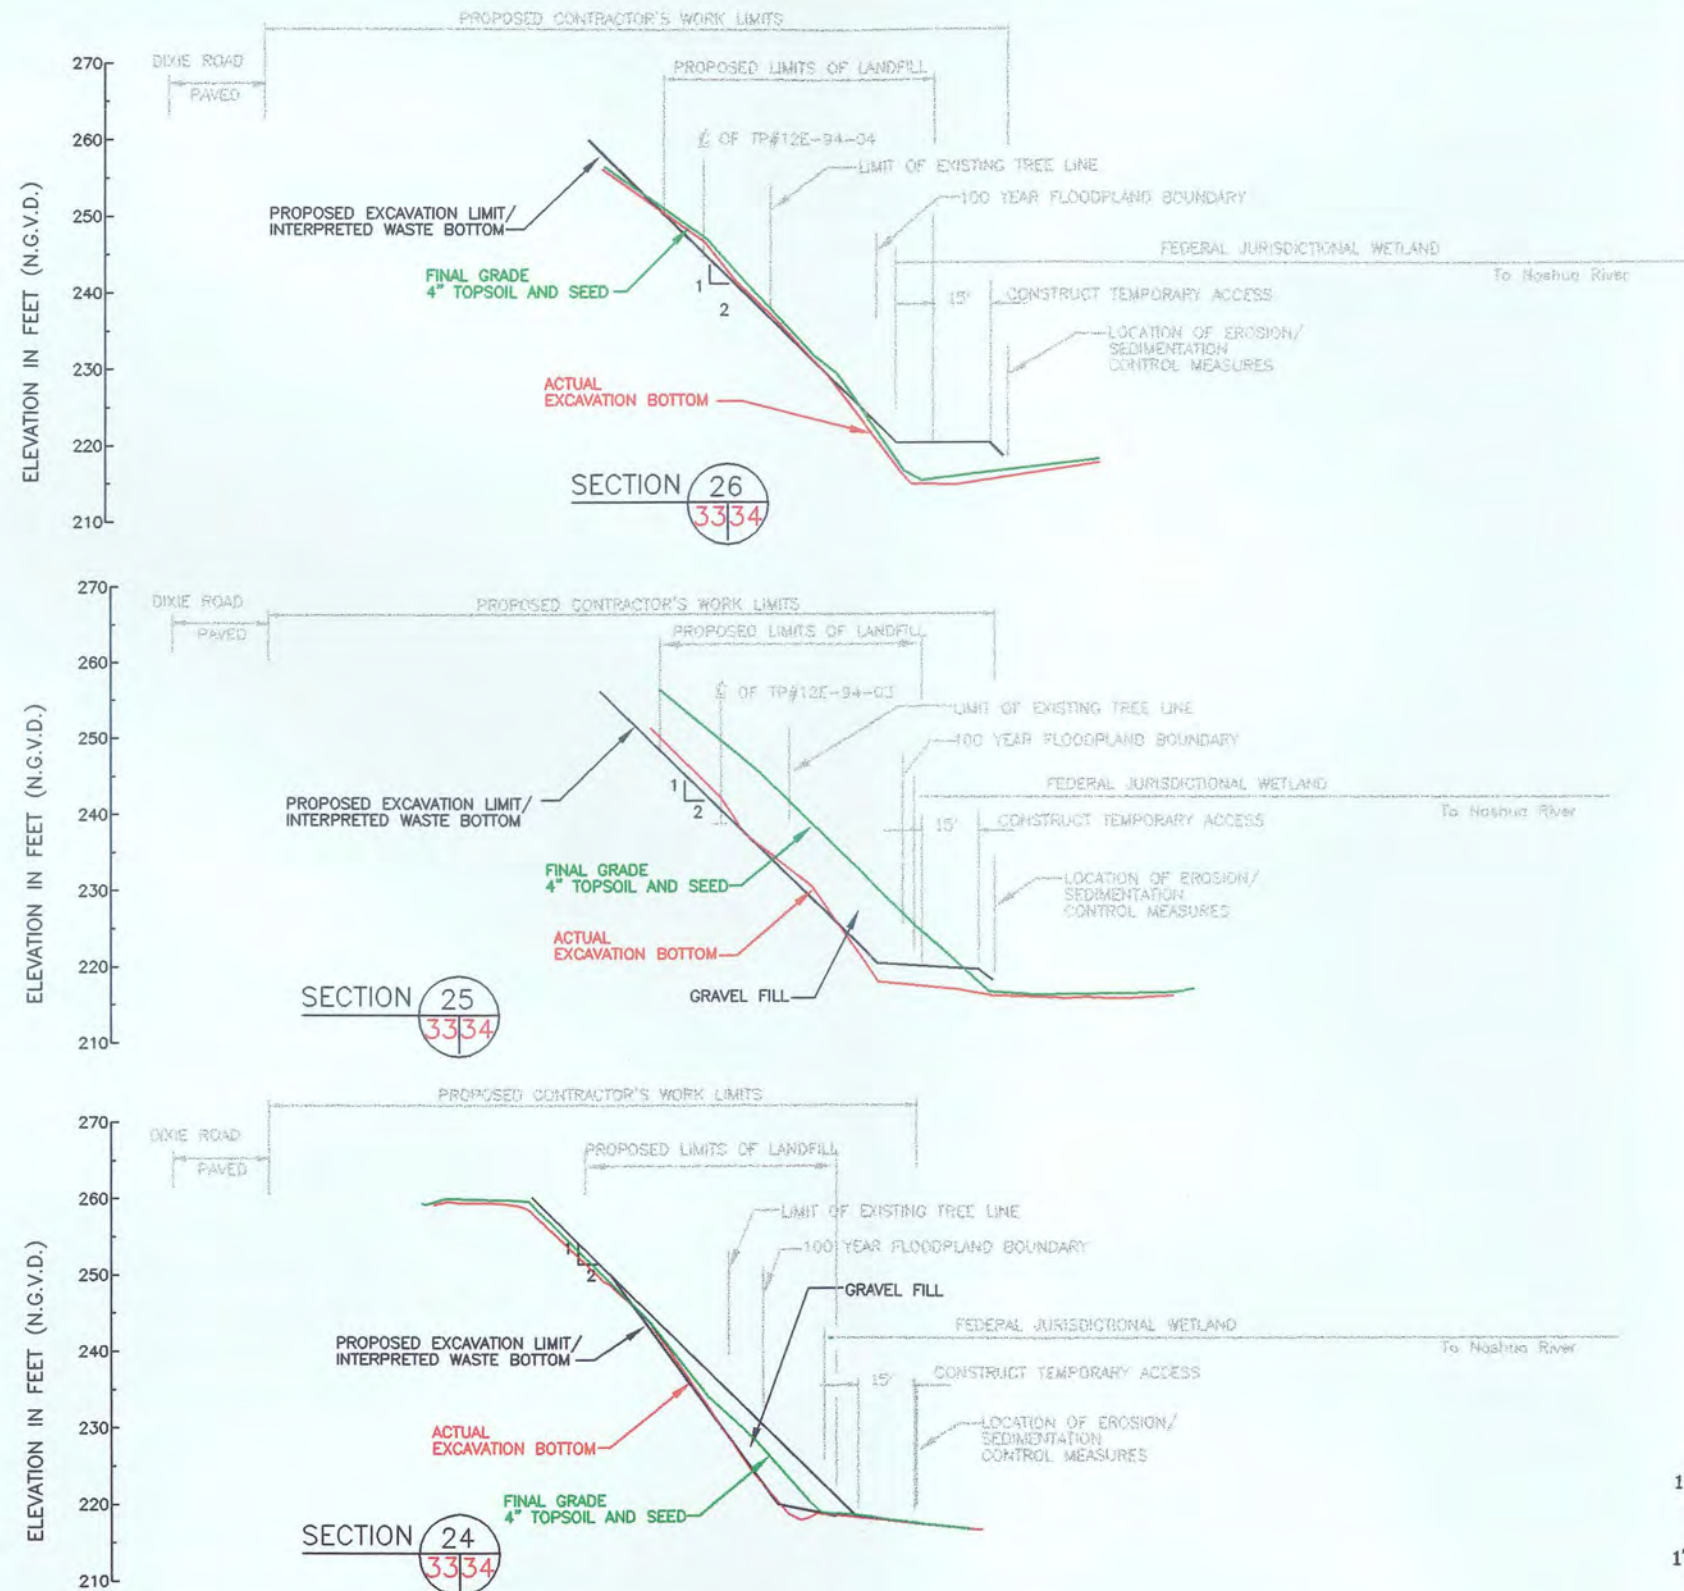 PROPOSED CONTRACTOR'S WORK LIMITS
DIXIE ROAD
PAVED
PROPOSED LIMITS OF LANDFILL
℄ OF TP#12E-94-04
LIMIT OF EXISTING TREE LINE
100 YEAR FLOODPLAND BOUNDARY
FEDERAL JURISDICTIONAL WETLAND
To Nashua River
15'
CONSTRUCT TEMPORARY ACCESS
LOCATION OF EROSION/
SEDIMENTATION
CONTROL MEASURES
PROPOSED EXCAVATION LIMIT/
INTERPRETED WASTE BOTTOM
FINAL GRADE
4" TOPSOIL AND SEED
1
2
ACTUAL
EXCAVATION BOTTOM
ELEVATION IN FEET (N.G.V.D.)
270
260
250
240
230
220
210
SECTION 26
33 34
PROPOSED CONTRACTOR'S WORK LIMITS
DIXIE ROAD
PAVED
PROPOSED LIMITS OF LANDFILL
℄ OF TP#12E-94-03
LIMIT OF EXISTING TREE LINE
100 YEAR FLOODPLAND BOUNDARY
FEDERAL JURISDICTIONAL WETLAND
To Nashua River
15'
CONSTRUCT TEMPORARY ACCESS
LOCATION OF EROSION/
SEDIMENTATION
CONTROL MEASURES
PROPOSED EXCAVATION LIMIT/
INTERPRETED WASTE BOTTOM
1
2
FINAL GRADE
4" TOPSOIL AND SEED
ACTUAL
EXCAVATION BOTTOM
GRAVEL FILL
ELEVATION IN FEET (N.G.V.D.)
270
260
250
240
230
220
210
SECTION 25
33 34
PROPOSED CONTRACTOR'S WORK LIMITS
DIXIE ROAD
PAVED
PROPOSED LIMITS OF LANDFILL
LIMIT OF EXISTING TREE LINE
100 YEAR FLOODPLAND BOUNDARY
GRAVEL FILL
FEDERAL JURISDICTIONAL WETLAND
To Nashua River
15'
CONSTRUCT TEMPORARY ACCESS
LOCATION OF EROSION/
SEDIMENTATION
CONTROL MEASURES
1
2
PROPOSED EXCAVATION LIMIT/
INTERPRETED WASTE BOTTOM
ACTUAL
EXCAVATION BOTTOM
FINAL GRADE
4" TOPSOIL AND SEED
ELEVATION IN FEET (N.G.V.D.)
270
260
250
240
230
220
210
SECTION 24
33 34
1
1"